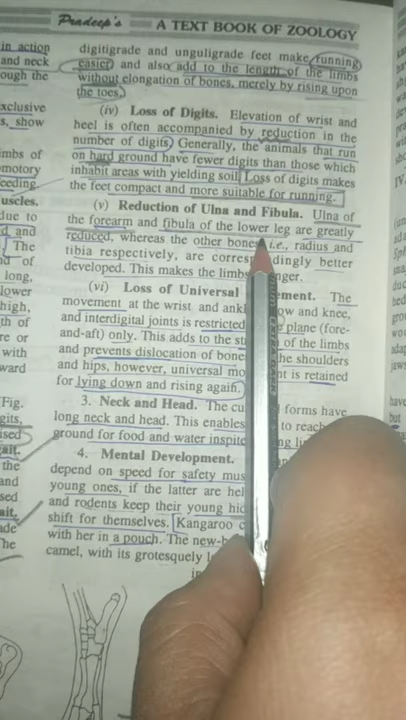 Pradeep's
A TEXT BOOK OF ZOOLOGY
in action
and neck
ough the
xclusive
s, show
imbs of
omotory
ceeding.
uscles.
due to
d and
The
nd of
long,
lower
high,
th of
re or
with
ward
Fig.
gits,
ised
gait.
the
and
sed
ait,
ade
he
digitigrade and unguligrade feet make running
easier and also add to the length of the limbs
without elongation of bones, merely by rising upon
the toes.
(iv) Loss of Digits. Elevation of wrist and
heel is often accompanied by reduction in the
number of digits. Generally, the animals that run
on hard ground have fewer digits than those which
inhabit areas with yielding soil. Loss of digits makes
the feet compact and more suitable for running.
(v) Reduction of Ulna and Fibula. Ulna of
the forearm and fibula of the lower leg are greatly
reduced, whereas the other bones i.e., radius and
tibia respectively, are correspondingly better
developed. This makes the limbs nger.
(vi) Loss of Universal ement. The
movement at the wrist and ankl ow and knee,
and interdigital joints is restricted plane (fore-
and-aft) only. This adds to the st of the limbs
and prevents dislocation of bone the shoulders
and hips, however, universal mo nt is retained
for lying down and rising again.
3. Neck and Head. The cu forms have
long neck and head. This enables to reach
ground for food and water inspite ng
4. Mental Development.
depend on speed for safety mus
young ones, if the latter are hel
and rodents keep their young hid
shift for themselves. Kangaroo c
with her in a pouch. The new-b
camel, with its grotesquely l